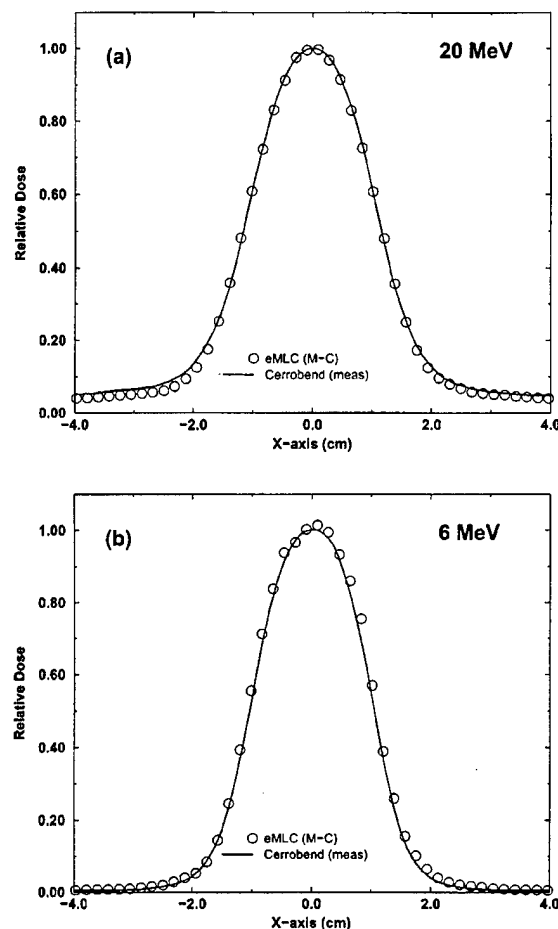 (a)
20 MeV
1.00
0.80
0.60
0.40
0.20
0.00
Relative Dose
eMLC (M−C)
Cerrobend (meas)
−4.0
−2.0
0.0
2.0
4.0
X−axis (cm)
(b)
6 MeV
1.00
0.80
0.60
0.40
0.20
0.00
Relative Dose
eMLC (M−C)
Cerrobend (meas)
−4.0
−2.0
0.0
2.0
4.0
X−axis (cm)